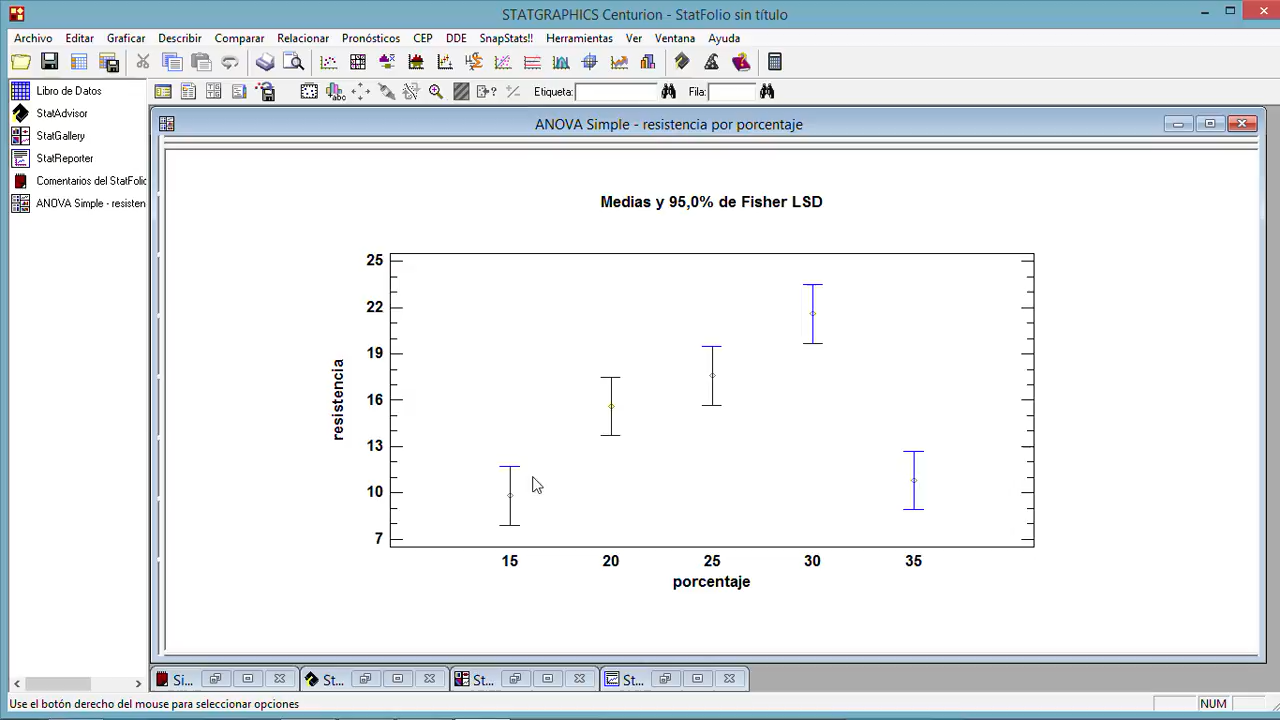 STATGRAPHICS Centurion - StatFolio sin título
Archivo Editar Graficar Describir Comparar Relacionar Pronósticos CEP DDE SnapStats!! Herramientas Ver Ventana Ayuda
Etiqueta: Fila:
Libro de Datos
StatAdvisor
StatGallery
StatReporter
Comentarios del StatFolio
ANOVA Simple - resisten
ANOVA Simple - resistencia por porcentaje
Medias y 95,0% de Fisher LSD
25
22
19
16
13
10
7
resistencia
15 20 25 30 35
porcentaje
Si... St... St... St...
Use el botón derecho del mouse para seleccionar opciones
NUM